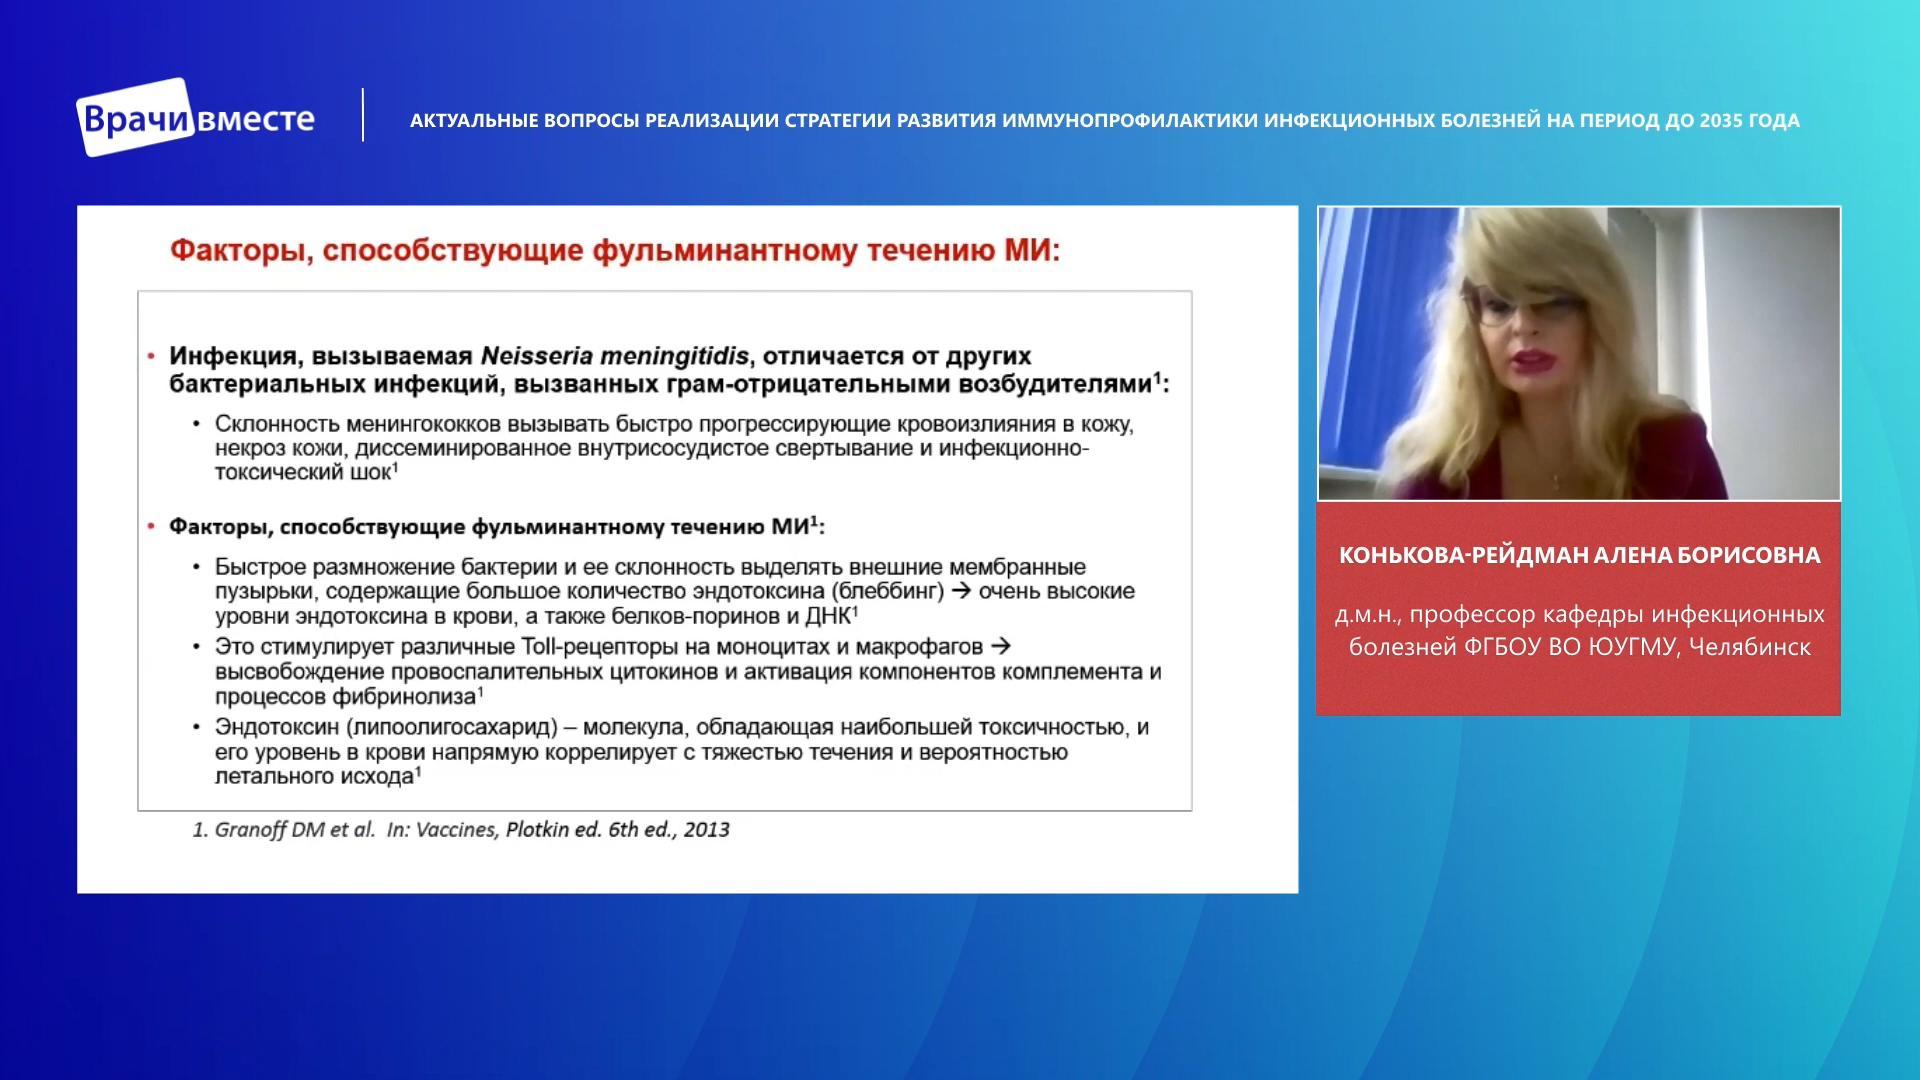 Врачи вместе
АКТУАЛЬНЫЕ ВОПРОСЫ РЕАЛИЗАЦИИ СТРАТЕГИИ РАЗВИТИЯ ИММУНОПРОФИЛАКТИКИ ИНФЕКЦИОННЫХ БОЛЕЗНЕЙ НА ПЕРИОД ДО 2035 ГОДА
Факторы, способствующие фульминантному течению МИ:
• Инфекция, вызываемая Neisseria meningitidis, отличается от других
бактериальных инфекций, вызванных грам-отрицательными возбудителями¹:
• Склонность менингококков вызывать быстро прогрессирующие кровоизлияния в кожу,
некроз кожи, диссеминированное внутрисосудистое свертывание и инфекционно-
токсический шок¹
• Факторы, способствующие фульминантному течению МИ¹:
• Быстрое размножение бактерии и ее склонность выделять внешние мембранные
пузырьки, содержащие большое количество эндотоксина (блеббинг) → очень высокие
уровни эндотоксина в крови, а также белков-поринов и ДНК¹
• Это стимулирует различные Toll-рецепторы на моноцитах и макрофагов →
высвобождение провоспалительных цитокинов и активация компонентов комплемента и
процессов фибринолиза¹
• Эндотоксин (липоолигосахарид) – молекула, обладающая наибольшей токсичностью, и
его уровень в крови напрямую коррелирует с тяжестью течения и вероятностью
летального исхода¹
1. Granoff DM et al. In: Vaccines, Plotkin ed. 6th ed., 2013
КОНЬКОВА-РЕЙДМАН АЛЕНА БОРИСОВНА
д.м.н., профессор кафедры инфекционных
болезней ФГБОУ ВО ЮУГМУ, Челябинск